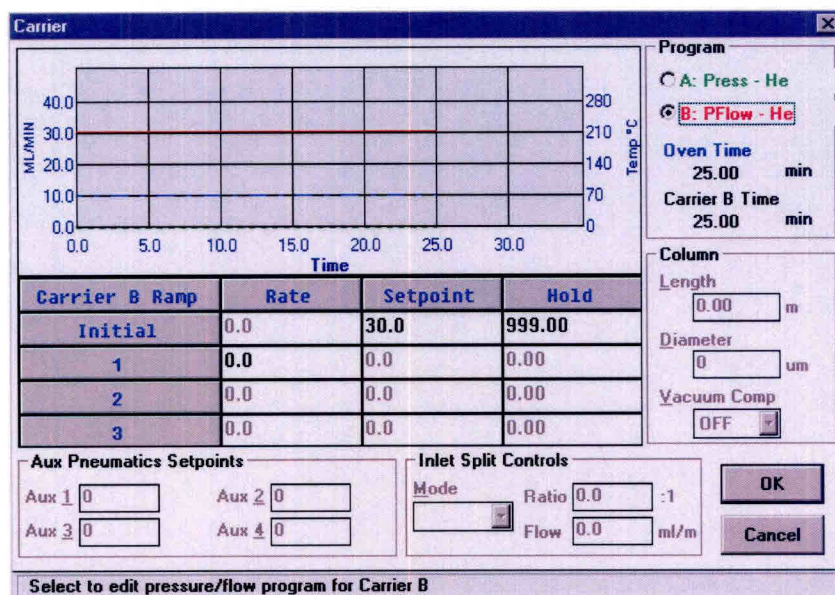 Carrier
ML/MIN
40.0
30.0
20.0
10.0
0.0
280
210
140
70
0
Temp °C
0.0 5.0 10.0 15.0 20.0 25.0 30.0
Time
Program
A: Press - He
B: PFlow - He
Oven Time
25.00 min
Carrier B Time
25.00 min
Carrier B Ramp Rate Setpoint Hold
Initial 0.0 30.0 999.00
1 0.0 0.0 0.00
2 0.0 0.0 0.00
3 0.0 0.0 0.00
Column
Length
0.00 m
Diameter
0 um
Vacuum Comp
OFF
Aux Pneumatics Setpoints
Aux 1 0 Aux 2 0
Aux 3 0 Aux 4 0
Inlet Split Controls
Mode
Ratio 0.0 :1
Flow 0.0 ml/m
OK
Cancel
Select to edit pressure/flow program for Carrier B